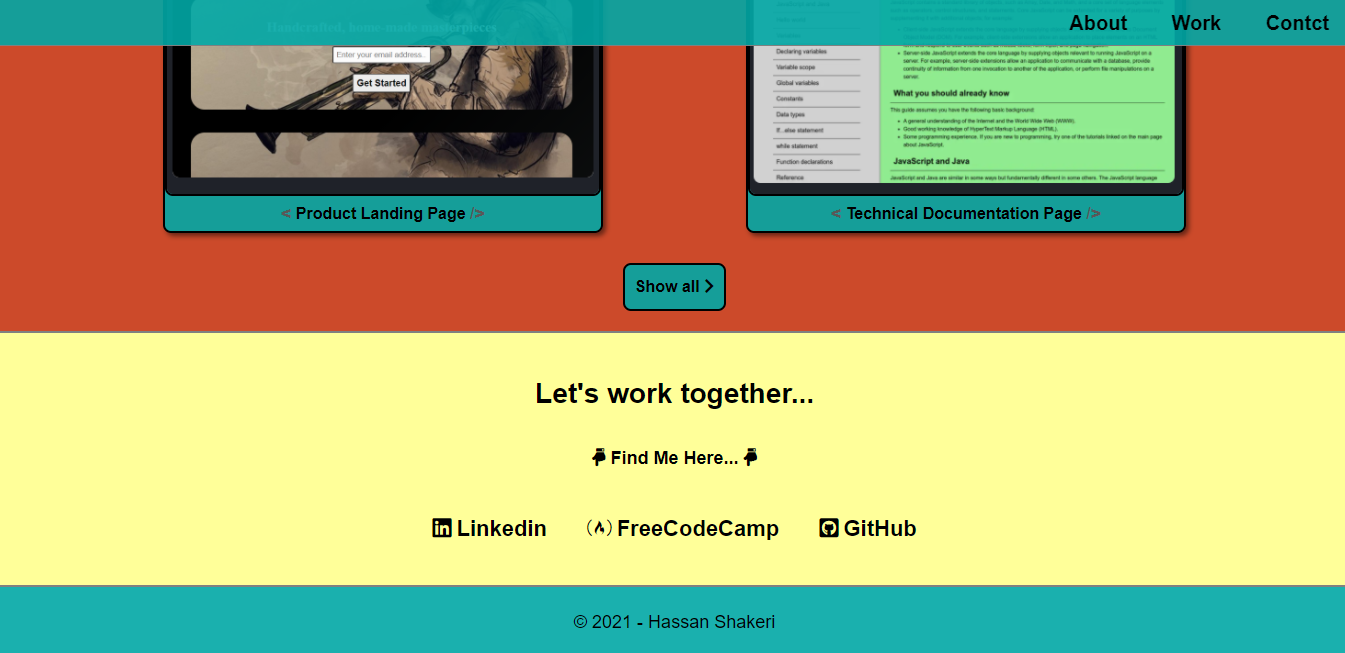 About Work Contct
Handcrafted, home-made masterpieces
Enter your email address..
Get Started
Declaring variables
Variable scope
Global variables
Constants
Data types
If...else statement
while statement
Function declarations
Reference
Server-side JavaScript extends the core language by supplying objects relevant to running JavaScript on a
server. For example, server-side extensions allow an application to communicate with a database, provide
continuity of information from one invocation to another of the application, or perform file manipulations on a
server.
What you should already know
This guide assumes you have the following basic background:
A general understanding of the Internet and the World Wide Web (WWW).
Good working knowledge of HyperText Markup Language (HTML).
Some programming experience. If you are new to programming, try one of the tutorials linked on the main page
about JavaScript.
JavaScript and Java
JavaScript and Java are similar in some ways but fundamentally different in some others. The JavaScript language
< Product Landing Page />
< Technical Documentation Page />
Show all
Let's work together...
Find Me Here...
Linkedin FreeCodeCamp GitHub
© 2021 - Hassan Shakeri